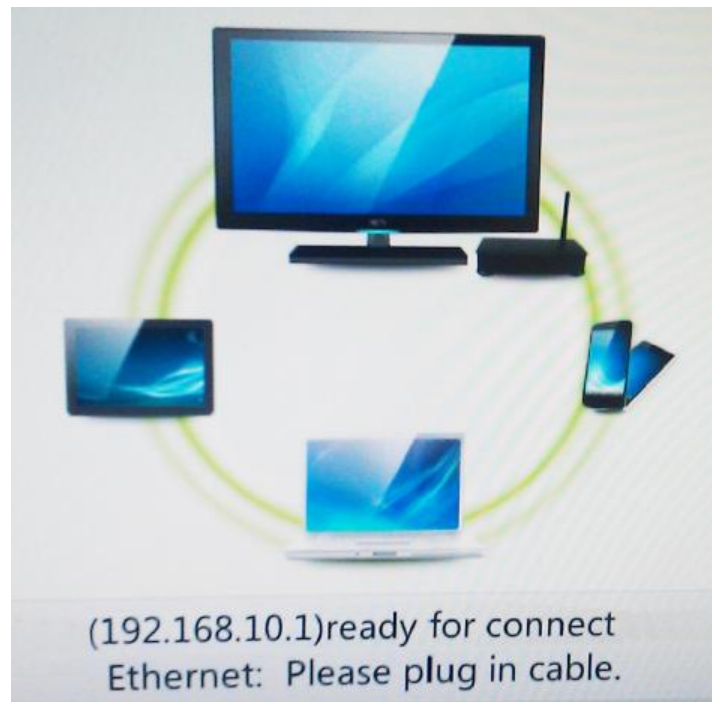 (192.168.10.1)ready for connect
Ethernet: Please plug in cable.